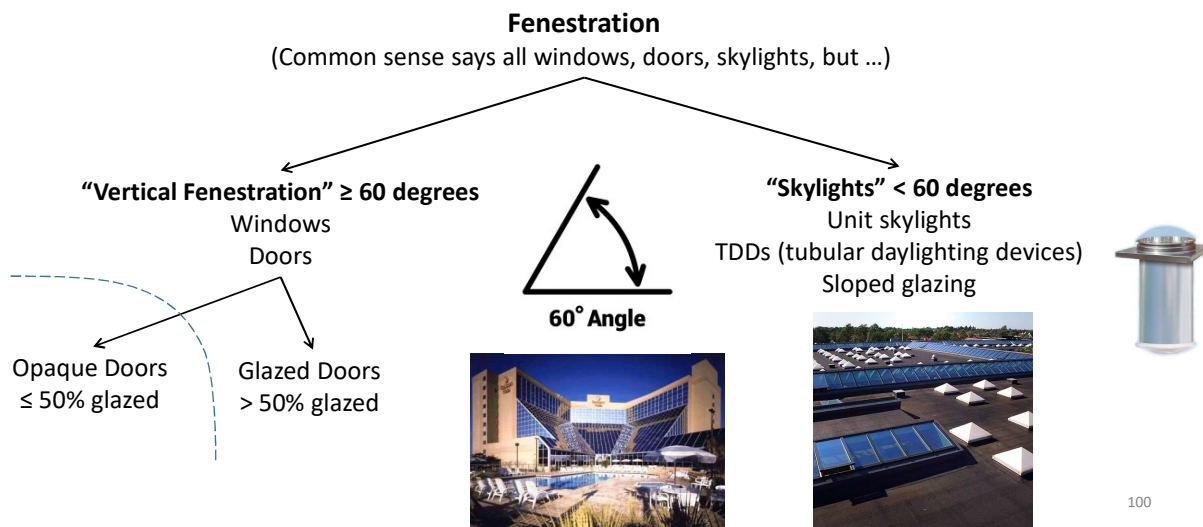 Fenestration
(Common sense says all windows, doors, skylights, but …)
“Vertical Fenestration” ≥ 60 degrees
Windows
Doors
Opaque Doors
≤ 50% glazed
Glazed Doors
> 50% glazed
60° Angle
“Skylights” < 60 degrees
Unit skylights
TDDs (tubular daylighting devices)
Sloped glazing
100